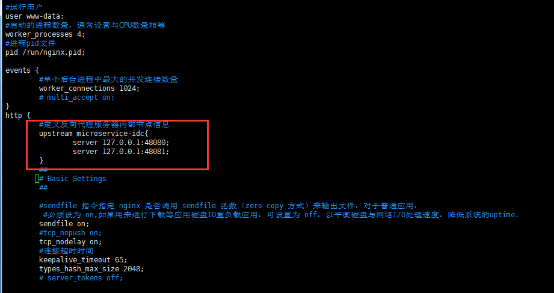 #运行用户
user www-data;
#启动的进程数量，通常设置与CPU数量相等
worker_processes 4;
#进程pid文件
pid /run/nginx.pid;
events {
#单个后台进程中最大的并发连接数量
worker_connections 1024;
# multi_accept on;
}
http {
#定义反向代理服务器内部节点信息
upstream microservice-idc{
server 127.0.0.1:48080;
server 127.0.0.1:48081;
}
##
# Basic Settings
##
#sendfile 指令指定 nginx 是否调用 sendfile 函数（zero copy 方式）来输出文件，对于普通应用，
#必须设为 on,如果用来进行下载等应用磁盘IO重负载应用，可设置为 off，以平衡磁盘与网络I/O处理速度，降低系统的uptime.
sendfile on;
#tcp_nopush on;
tcp_nodelay on;
#连接超时时间
keepalive_timeout 65;
types_hash_max_size 2048;
# server_tokens off;